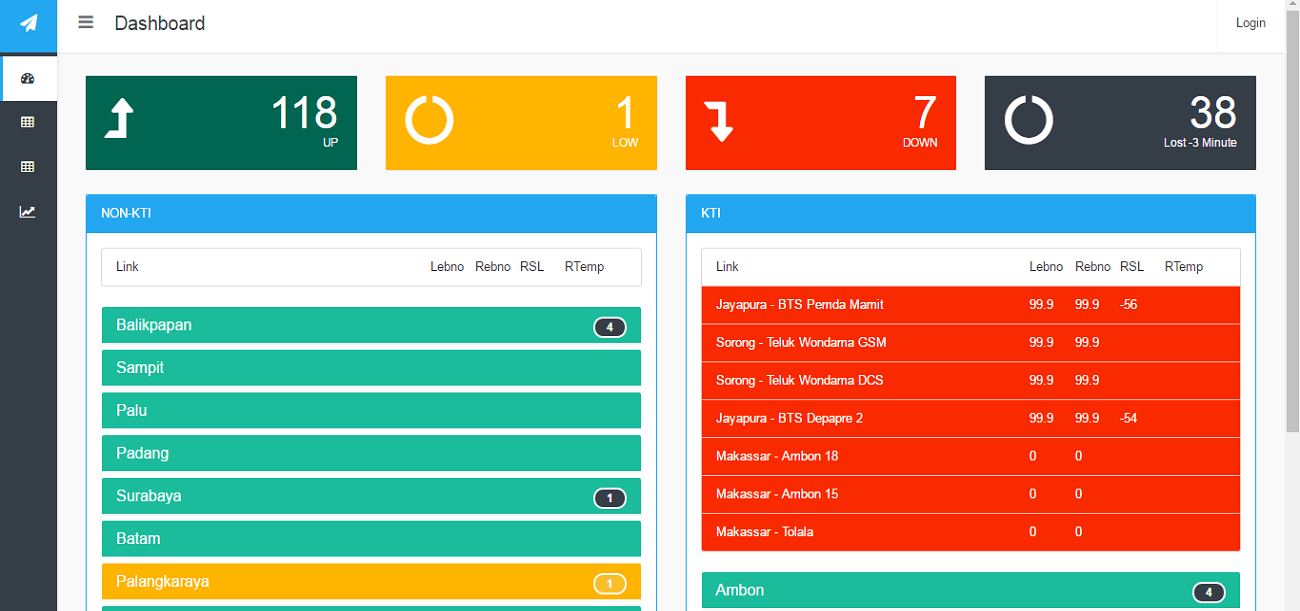 Dashboard
Login
118
UP
1
LOW
7
DOWN
38
Lost -3 Minute
NON-KTI
Link Lebno Rebno RSL RTemp
Balikpapan 4
Sampit
Palu
Padang
Surabaya 1
Batam
Palangkaraya 1
KTI
Link Lebno Rebno RSL RTemp
Jayapura - BTS Pemda Mamit 99.9 99.9 -56
Sorong - Teluk Wondama GSM 99.9 99.9
Sorong - Teluk Wondama DCS 99.9 99.9
Jayapura - BTS Depapre 2 99.9 99.9 -54
Makassar - Ambon 18 0 0
Makassar - Ambon 15 0 0
Makassar - Tolala 0 0
Ambon 4